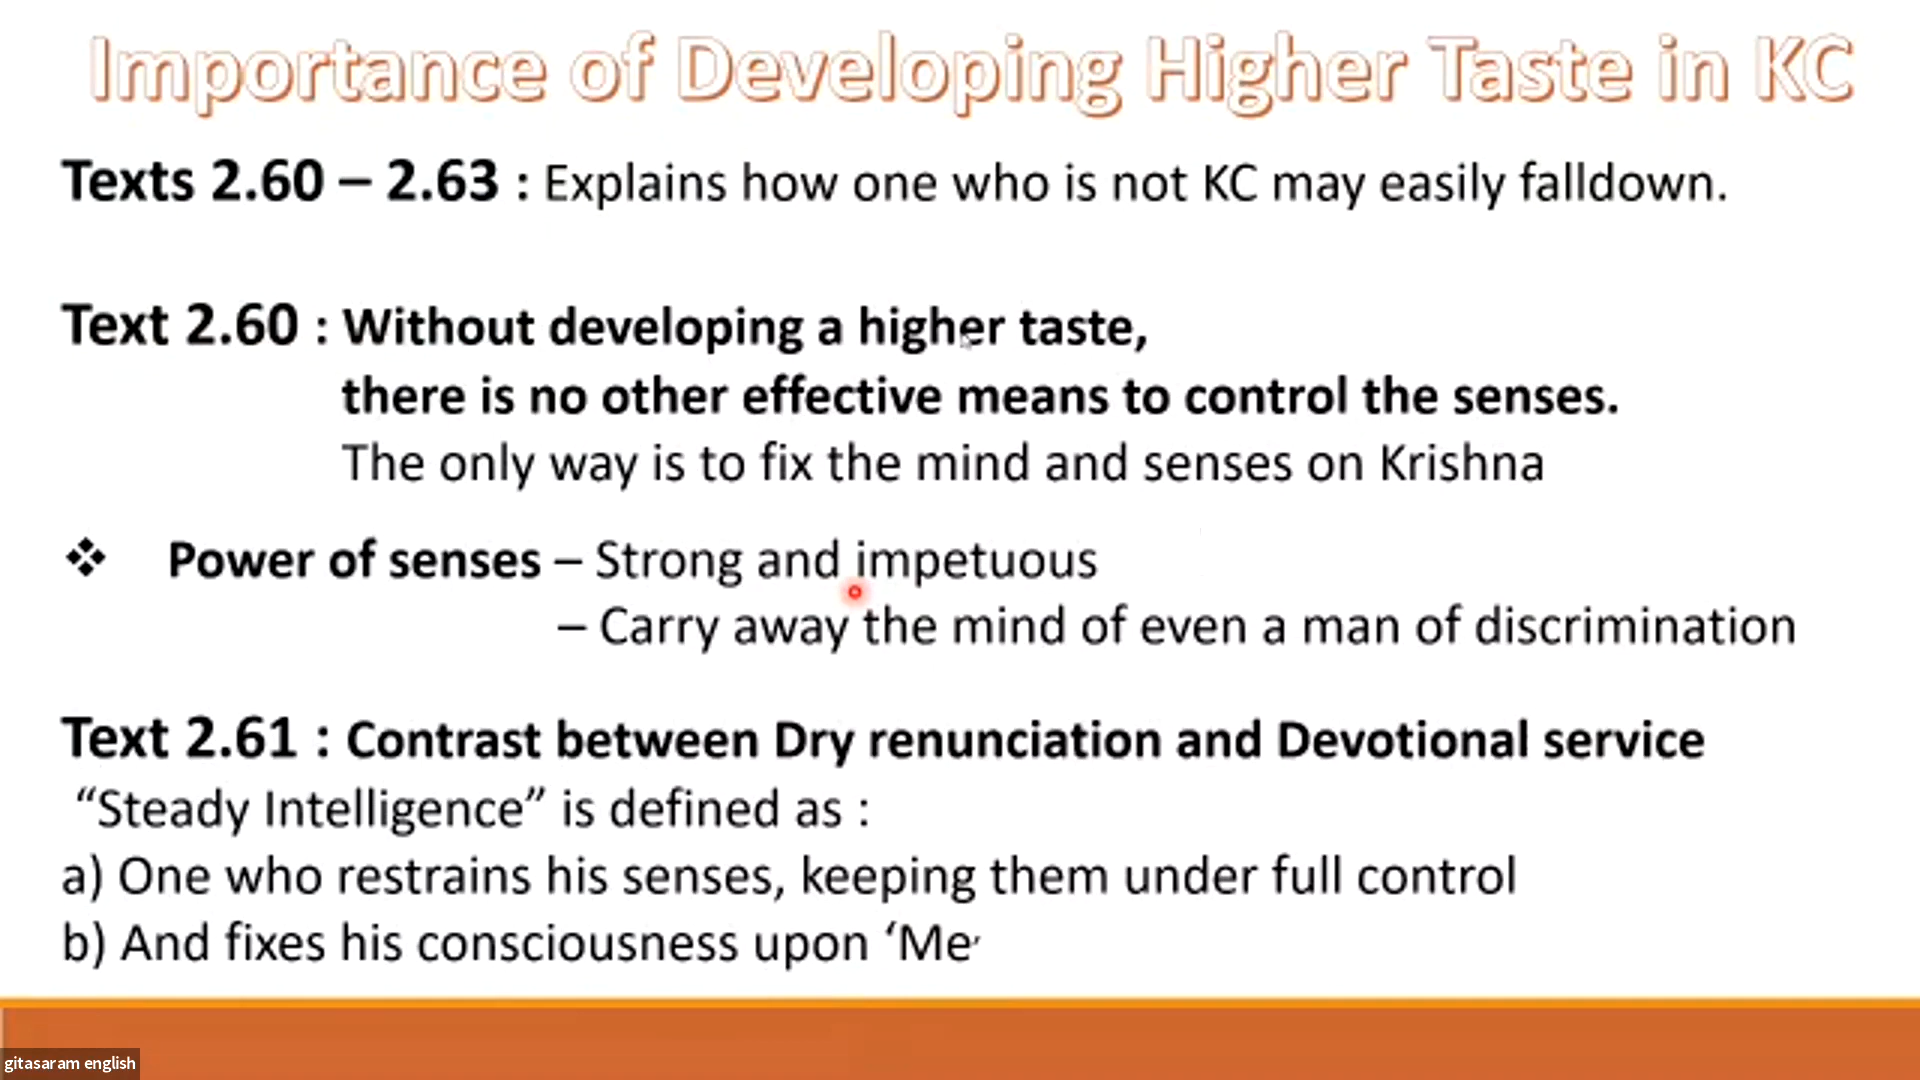 Importance of Developing Higher Taste in KC
Texts 2.60 – 2.63 : Explains how one who is not KC may easily falldown.
Text 2.60 : Without developing a higher taste,
there is no other effective means to control the senses.
The only way is to fix the mind and senses on Krishna
❖ Power of senses – Strong and impetuous
– Carry away the mind of even a man of discrimination
Text 2.61 : Contrast between Dry renunciation and Devotional service
“Steady Intelligence” is defined as :
a) One who restrains his senses, keeping them under full control
b) And fixes his consciousness upon ‘Me’
gitasaram english